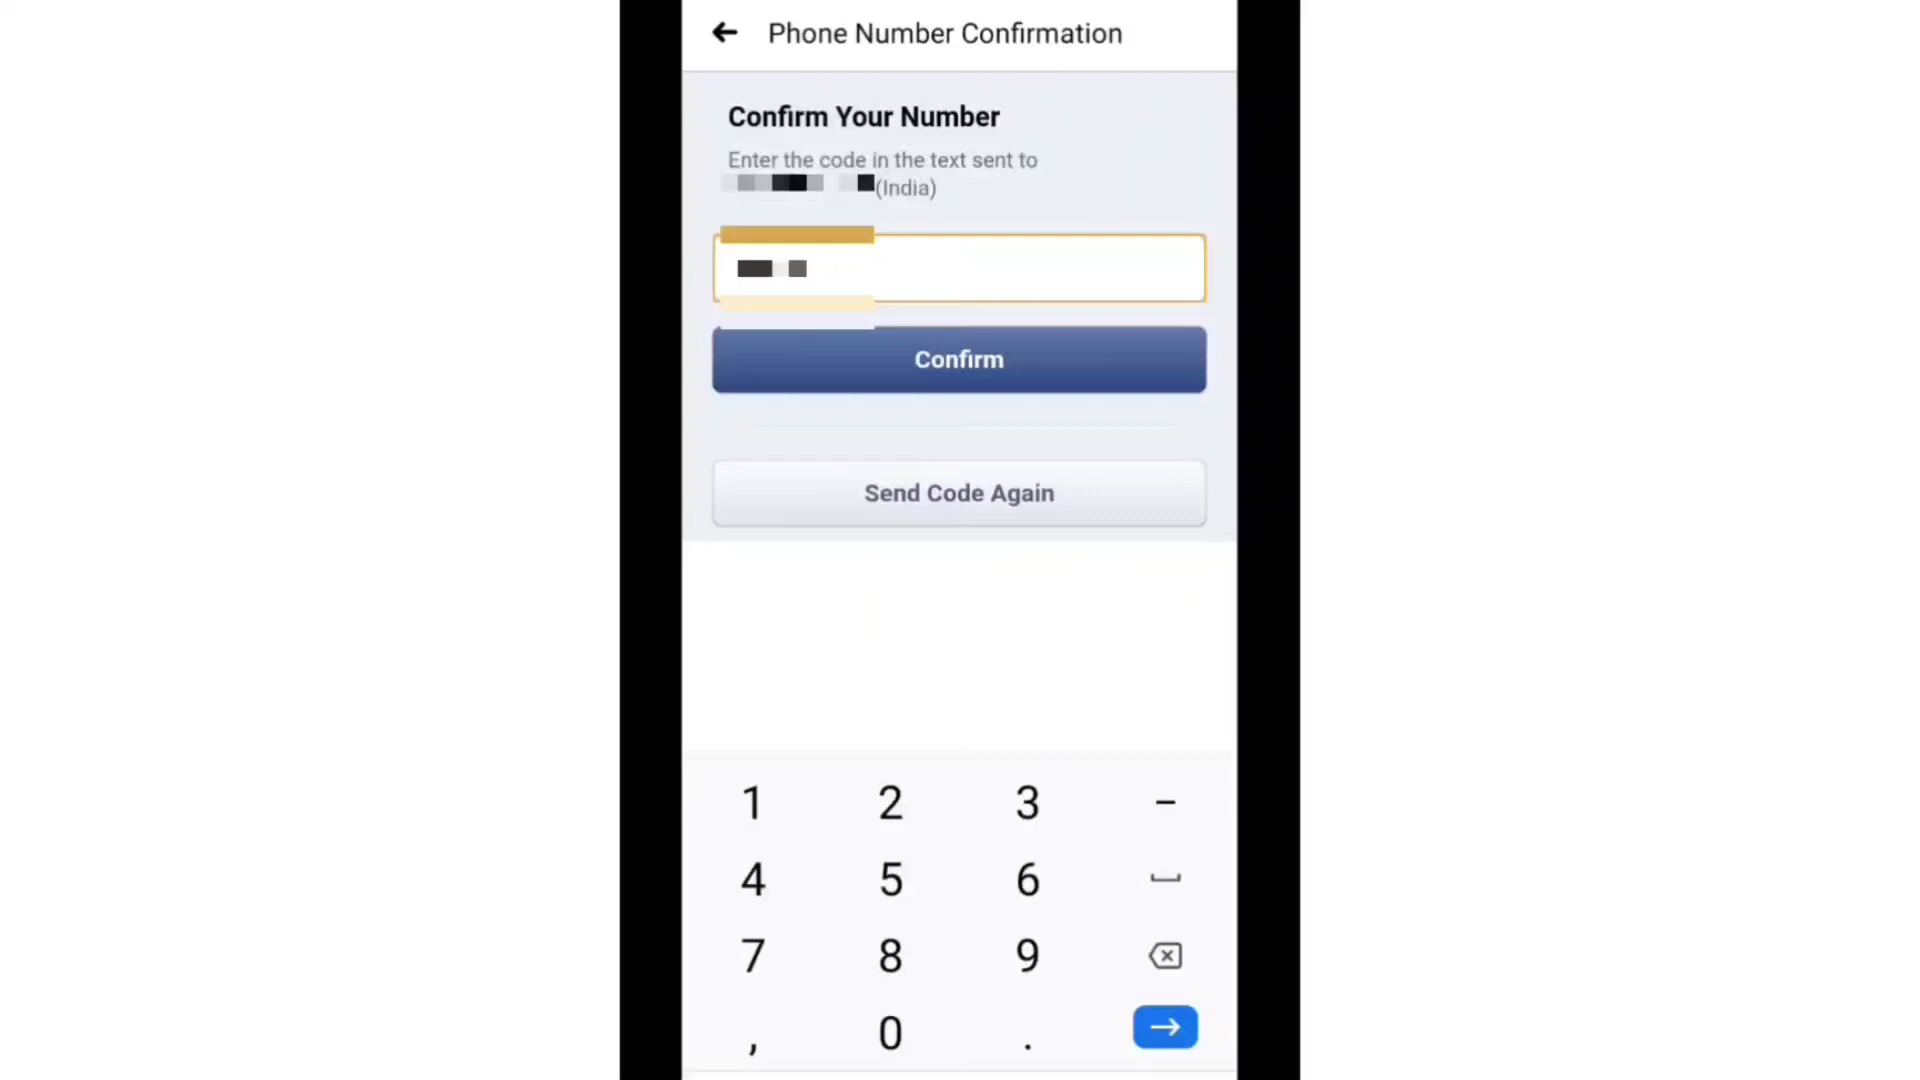 Phone Number Confirmation
Confirm Your Number
Enter the code in the text sent to
(India)
Confirm
Send Code Again
1 2 3 -
4 5 6
7 8 9
, 0 .